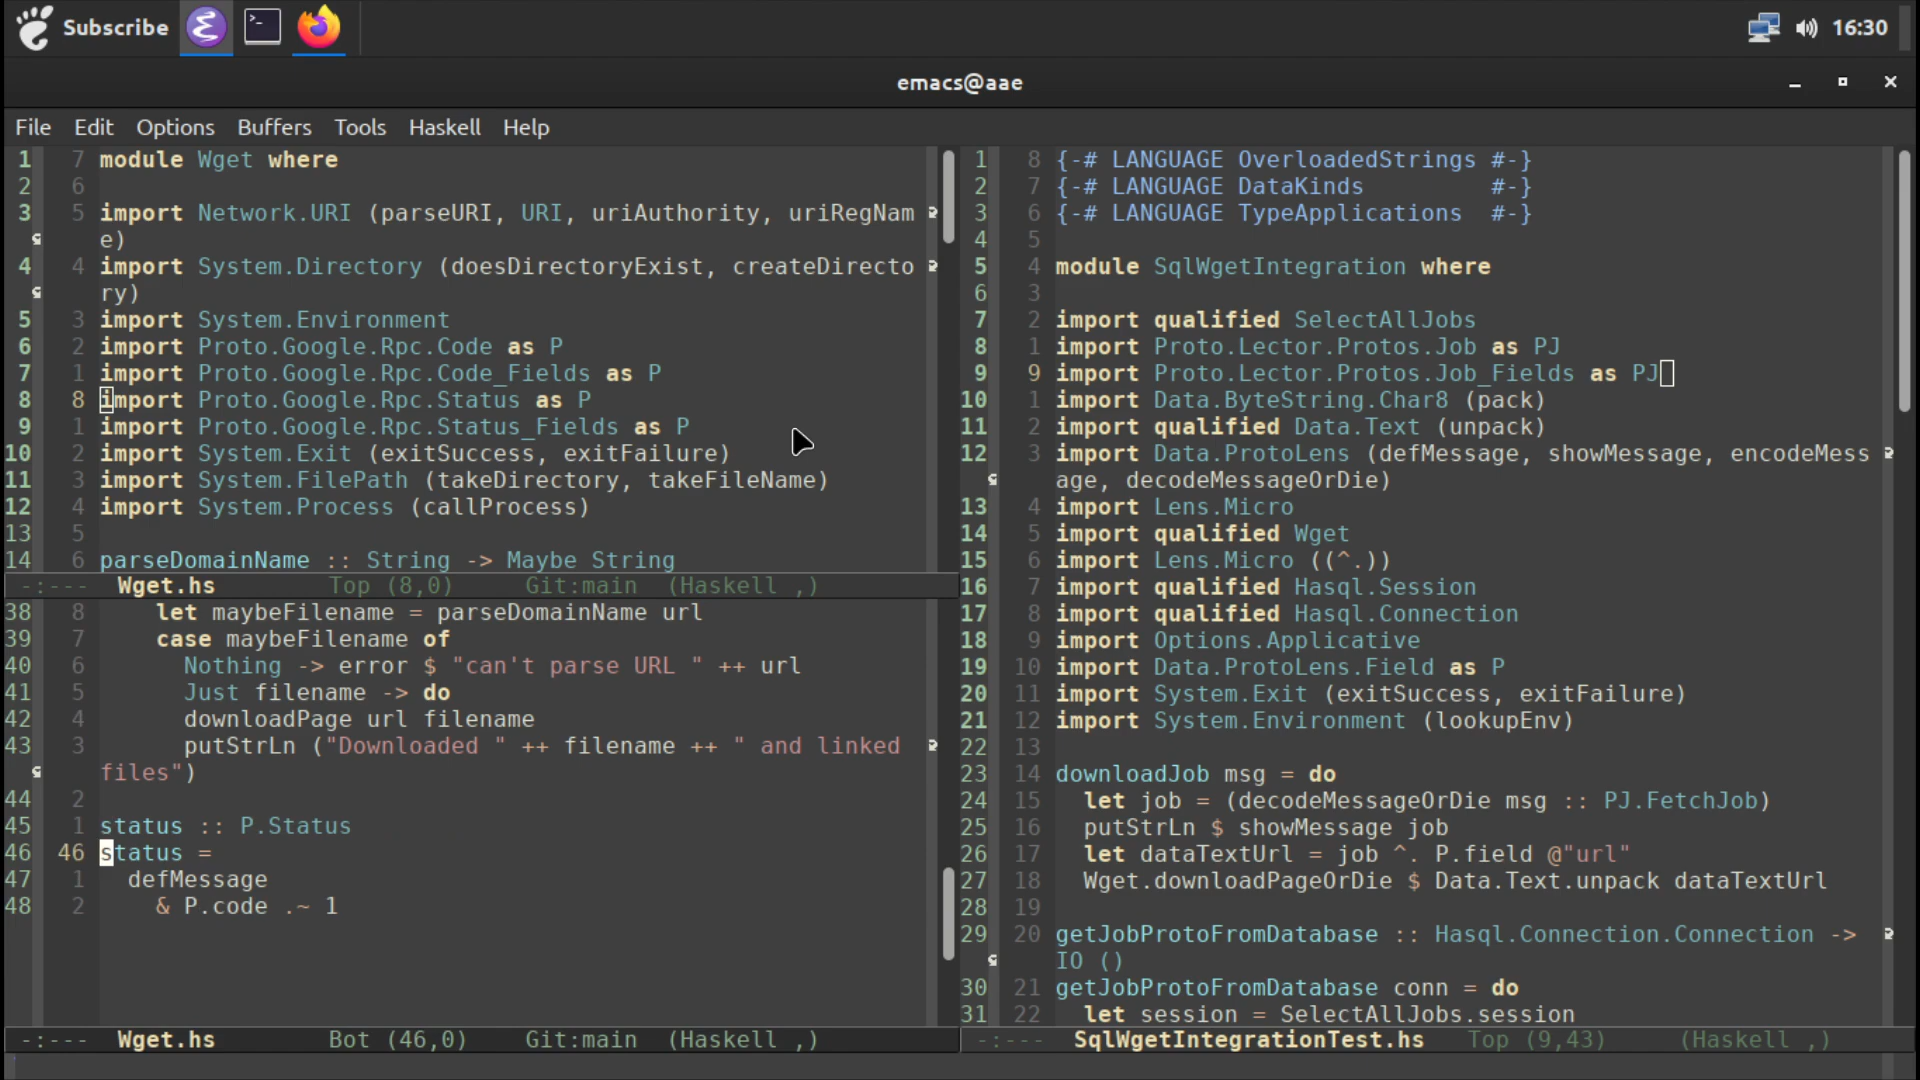 Subscribe
16:30
emacs@aae
File Edit Options Buffers Tools Haskell Help
1 7 module Wget where
2 6
3 5 import Network.URI (parseURI, URI, uriAuthority, uriRegNam
e)
4 4 import System.Directory (doesDirectoryExist, createDirecto
ry)
5 3 import System.Environment
6 2 import Proto.Google.Rpc.Code as P
7 1 import Proto.Google.Rpc.Code_Fields as P
8 8 import Proto.Google.Rpc.Status as P
9 1 import Proto.Google.Rpc.Status_Fields as P
10 2 import System.Exit (exitSuccess, exitFailure)
11 3 import System.FilePath (takeDirectory, takeFileName)
12 4 import System.Process (callProcess)
13 5
14 6 parseDomainName :: String -> Maybe String
-:--- Wget.hs Top (8,0) Git:main (Haskell ,)
38 8 let maybeFilename = parseDomainName url
39 7 case maybeFilename of
40 6 Nothing -> error $ "can't parse URL " ++ url
41 5 Just filename -> do
42 4 downloadPage url filename
43 3 putStrLn ("Downloaded " ++ filename ++ " and linked
files")
44 2
45 1 status :: P.Status
46 46 status =
47 1 defMessage
48 2 & P.code .~ 1
-:--- Wget.hs Bot (46,0) Git:main (Haskell ,)
1 8 {-# LANGUAGE OverloadedStrings #-}
2 7 {-# LANGUAGE DataKinds #-}
3 6 {-# LANGUAGE TypeApplications #-}
4 5
5 4 module SqlWgetIntegration where
6 3
7 2 import qualified SelectAllJobs
8 1 import Proto.Lector.Protos.Job as PJ
9 9 import Proto.Lector.Protos.Job_Fields as PJ
10 1 import Data.ByteString.Char8 (pack)
11 2 import qualified Data.Text (unpack)
12 3 import Data.ProtoLens (defMessage, showMessage, encodeMess
age, decodeMessageOrDie)
13 4 import Lens.Micro
14 5 import qualified Wget
15 6 import Lens.Micro ((^.))
16 7 import qualified Hasql.Session
17 8 import qualified Hasql.Connection
18 9 import Options.Applicative
19 10 import Data.ProtoLens.Field as P
20 11 import System.Exit (exitSuccess, exitFailure)
21 12 import System.Environment (lookupEnv)
22 13
23 14 downloadJob msg = do
24 15 let job = (decodeMessageOrDie msg :: PJ.FetchJob)
25 16 putStrLn $ showMessage job
26 17 let dataTextUrl = job ^. P.field @"url"
27 18 Wget.downloadPageOrDie $ Data.Text.unpack dataTextUrl
28 19
29 20 getJobProtoFromDatabase :: Hasql.Connection.Connection ->
IO ()
30 21 getJobProtoFromDatabase conn = do
31 22 let session = SelectAllJobs.session
-:--- SqlWgetIntegrationTest.hs Top (9,43) (Haskell ,)